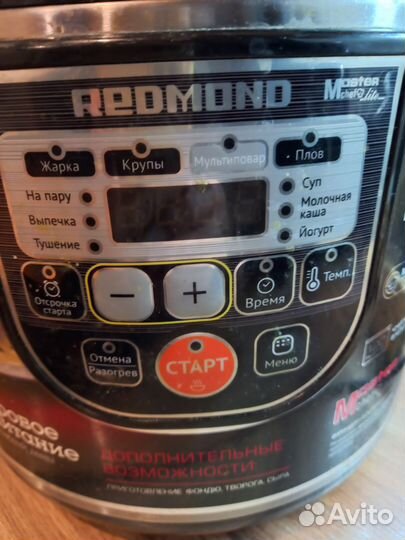 REDMOND
Master
chef
Lite
Жарка
Крупы
Мультиповар
Плов
На пару
Выпечка
Тушение
Суп
Молочная
каша
Йогурт
Отсрочка
старта
−
+
Время
Темп.
Отмена
Разогрев
СТАРТ
Меню
ДОПОЛНИТЕЛЬНЫЕ
ВОЗМОЖНОСТИ:
ПРИГОТОВЛЕНИЕ ФОНДЮ, ТВОРОГА, СЫРА
Avito